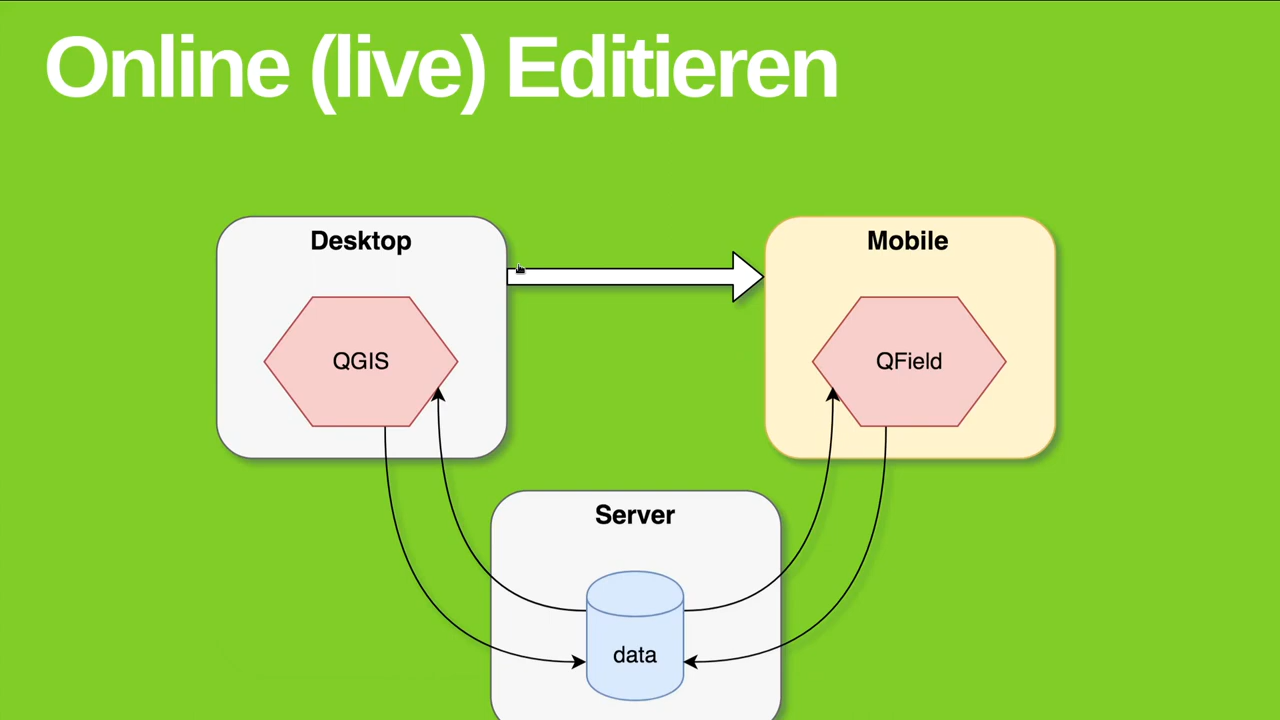 Online (live) Editieren
Desktop
Mobile
QGIS
QField
Server
data